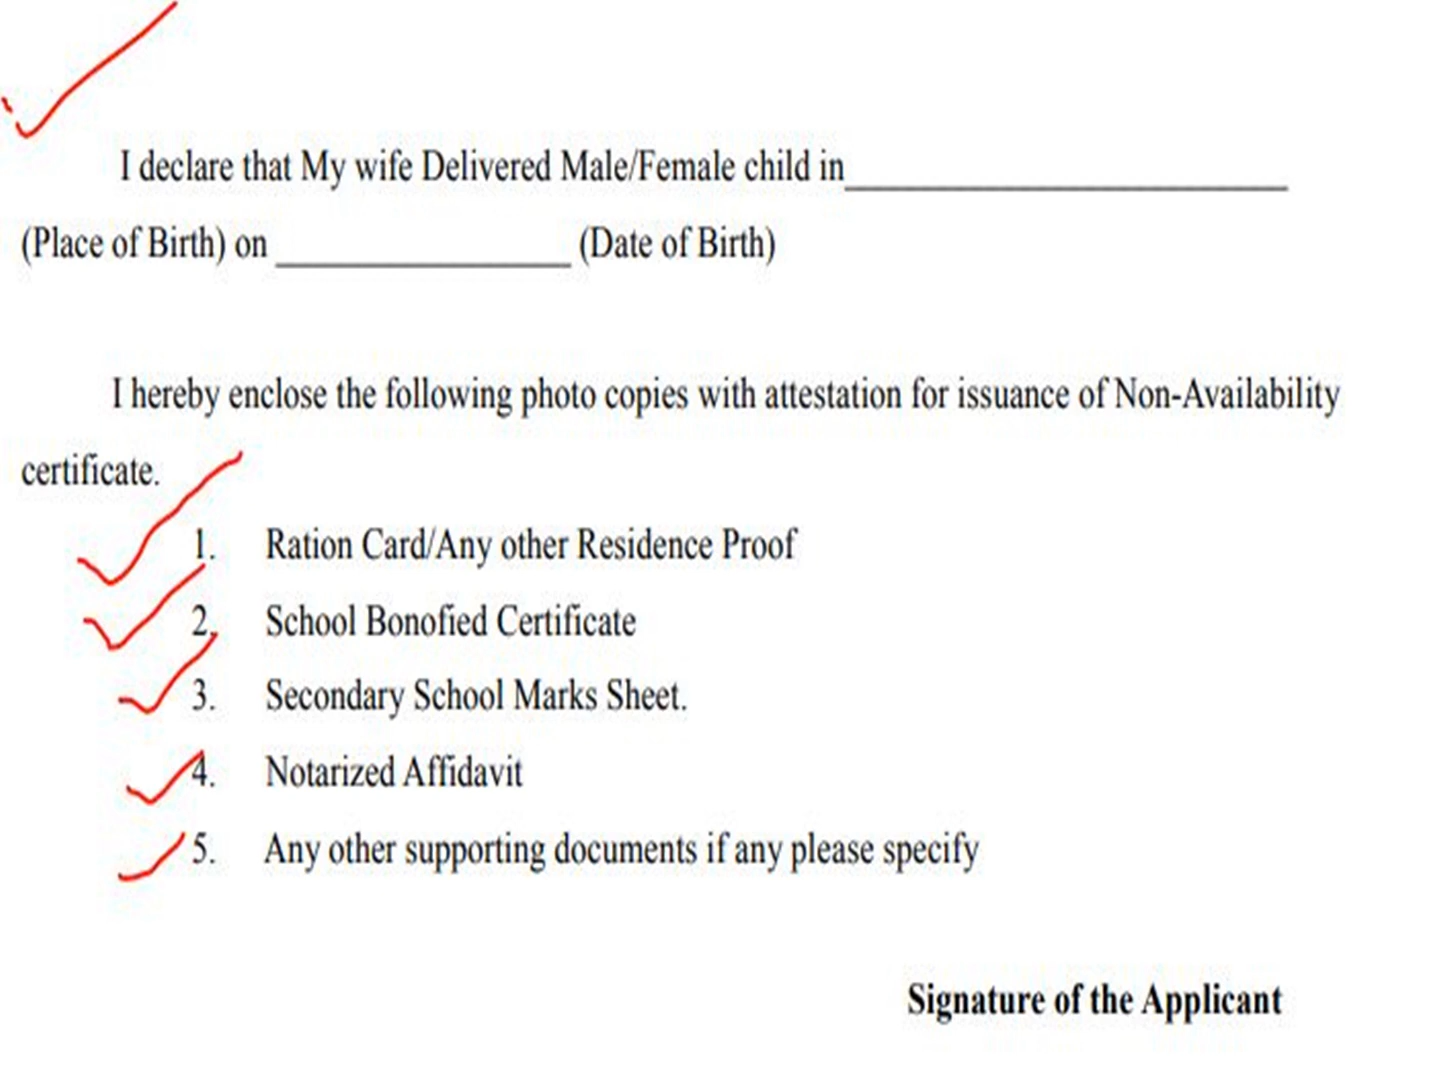 I declare that My wife Delivered Male/Female child in____________________
(Place of Birth) on ______________ (Date of Birth)
I hereby enclose the following photo copies with attestation for issuance of Non-Availability
certificate.
1. Ration Card/Any other Residence Proof
2. School Bonofied Certificate
3. Secondary School Marks Sheet.
4. Notarized Affidavit
5. Any other supporting documents if any please specify
Signature of the Applicant